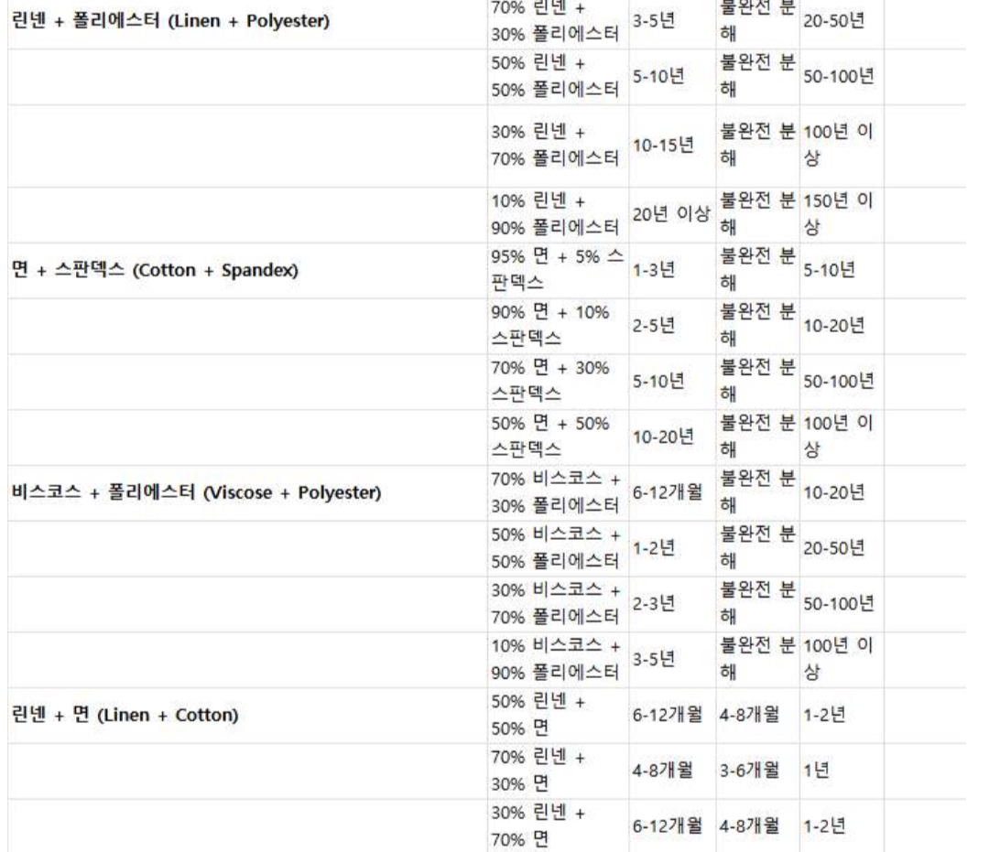 린넨 + 폴리에스터 (Linen + Polyester)
70% 린넨 +
30% 폴리에스터
3-5년
불완전 분
해
20-50년
50% 린넨 +
50% 폴리에스터
5-10년
불완전 분
해
50-100년
30% 린넨 +
70% 폴리에스터
10-15년
불완전 분
해
100년 이
상
10% 린넨 +
90% 폴리에스터
20년 이상
불완전 분
해
150년 이
상
면 + 스판덱스 (Cotton + Spandex)
95% 면 + 5% 스
판덱스
1-3년
불완전 분
해
5-10년
90% 면 + 10%
스판덱스
2-5년
불완전 분
해
10-20년
70% 면 + 30%
스판덱스
5-10년
불완전 분
해
50-100년
50% 면 + 50%
스판덱스
10-20년
불완전 분
해
100년 이
상
비스코스 + 폴리에스터 (Viscose + Polyester)
70% 비스코스 +
30% 폴리에스터
6-12개월
불완전 분
해
10-20년
50% 비스코스 +
50% 폴리에스터
1-2년
불완전 분
해
20-50년
30% 비스코스 +
70% 폴리에스터
2-3년
불완전 분
해
50-100년
10% 비스코스 +
90% 폴리에스터
3-5년
불완전 분
해
100년 이
상
린넨 + 면 (Linen + Cotton)
50% 린넨 +
50% 면
6-12개월
4-8개월
1-2년
70% 린넨 +
30% 면
4-8개월
3-6개월
1년
30% 린넨 +
70% 면
6-12개월
4-8개월
1-2년